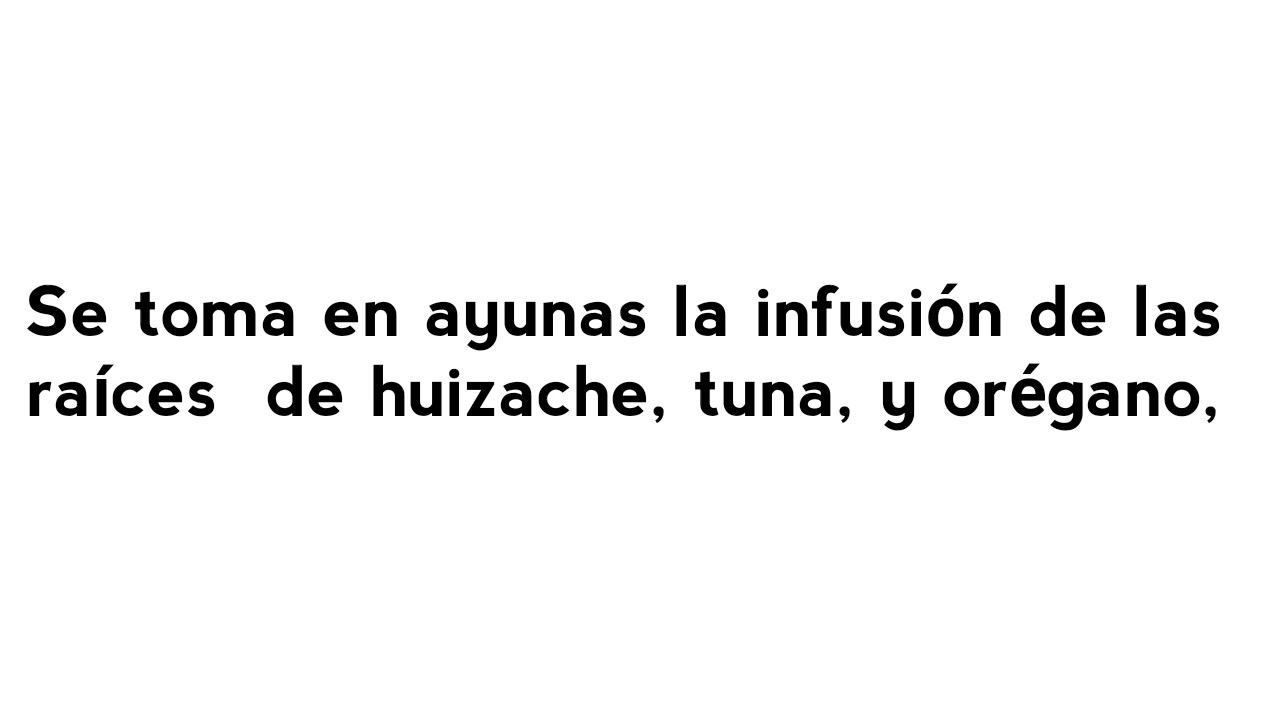 Se toma en ayunas la infusión de las
raíces  de huizache, tuna, y orégano,